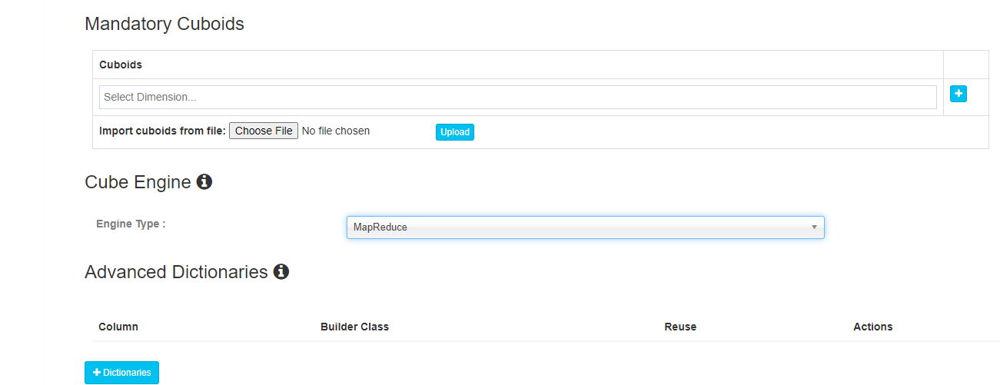 Mandatory Cuboids
Cuboids
Select Dimension...
Import cuboids from file: Choose File No file chosen Upload
Cube Engine
Engine Type : MapReduce
Advanced Dictionaries
Column Builder Class Reuse Actions
+ Dictionaries